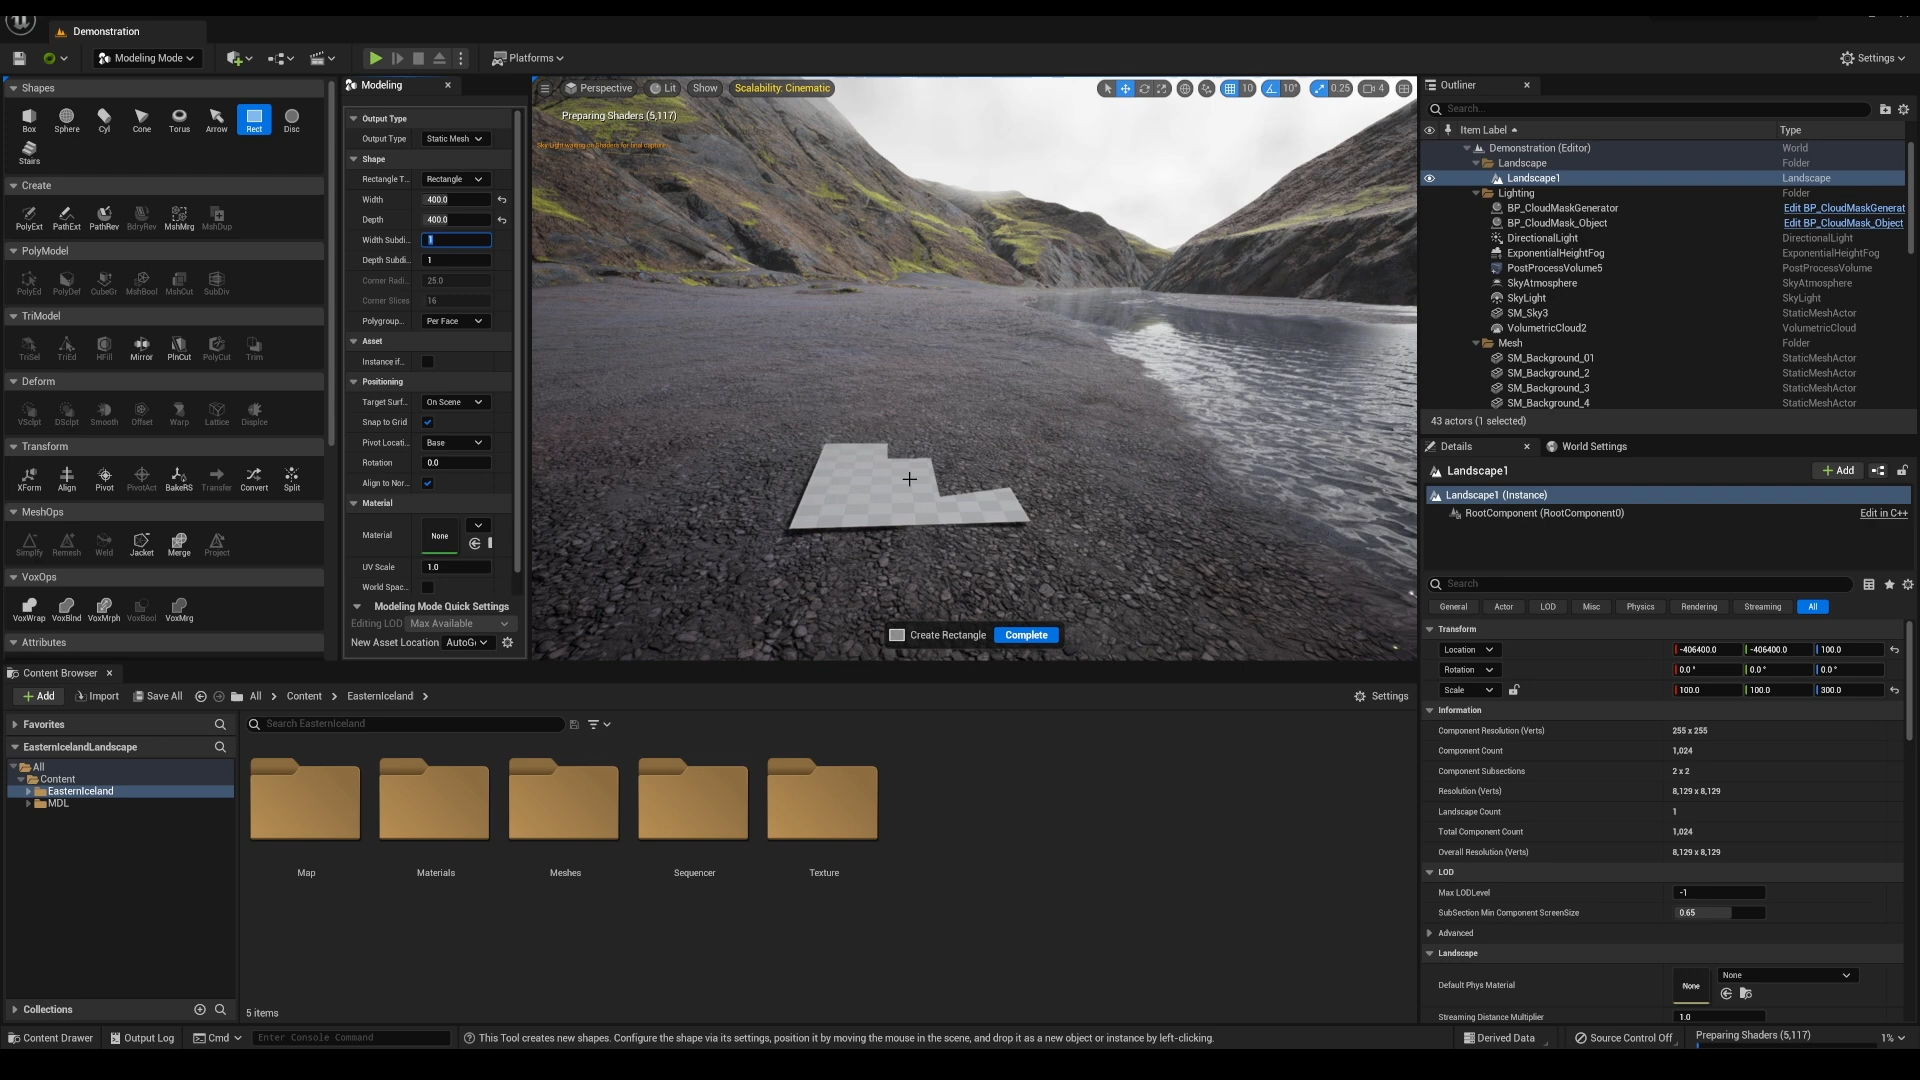 Demonstration
Modeling Mode
Platforms
Settings
Shapes
Box Sphere Cyl Cone Torus Arrow Rect Disc
Stairs
Create
PolyExt PathExt PathRev BdryRev MshMrg MshDup
PolyModel
PolyEd PolyDef CubeGr MshBool MshCut SubDiv
TriModel
TriSel TriEd HFill Mirror PlnCut PolyCut Trim
Deform
VSclpt DSclpt Smooth Offset Warp Lattice Displce
Transform
XForm Align Pivot PivotAct BakeRS Transfer Convert Split
MeshOps
Simplfy Remesh Weld Jacket Merge Project
VoxOps
VoxWrap VoxBlnd VoxMrph VoxBool VoxMrg
Attributes
Modeling
Output Type
Output Type Static Mesh
Shape
Rectangle T... Rectangle
Width 400.0
Depth 400.0
Width Subdi... 1
Depth Subdi... 1
Corner Radi... 25.0
Corner Slices 16
Polygroup... Per Face
Asset
Instance if...
Positioning
Target Surf... On Scene
Snap to Grid
Pivot Locati... Base
Rotation 0.0
Align to Nor...
Material
Material None
UV Scale 1.0
World Spac...
Modeling Mode Quick Settings
Editing LOD Max Available
New Asset Location AutoG
Perspective Lit Show Scalability: Cinematic
10 10° 0.25 4
Preparing Shaders (5,117)
Sky Light waiting on Shaders for final capture
Create Rectangle Complete
Outliner
Search...
Item Label Type
Demonstration (Editor) World
Landscape Folder
Landscape1 Landscape
Lighting Folder
BP_CloudMaskGenerator Edit BP_CloudMaskGenerat
BP_CloudMask_Object Edit BP_CloudMask_Object
DirectionalLight DirectionalLight
ExponentialHeightFog ExponentialHeightFog
PostProcessVolume5 PostProcessVolume
SkyAtmosphere SkyAtmosphere
SkyLight SkyLight
SM_Sky3 StaticMeshActor
VolumetricCloud2 VolumetricCloud
Mesh Folder
SM_Background_01 StaticMeshActor
SM_Background_2 StaticMeshActor
SM_Background_3 StaticMeshActor
SM_Background_4 StaticMeshActor
43 actors (1 selected)
Details World Settings
Landscape1 Add
Landscape1 (Instance)
RootComponent (RootComponent0) Edit in C++
Search
General Actor LOD Misc Physics Rendering Streaming All
Transform
Location -406400.0 -406400.0 100.0
Rotation 0.0° 0.0° 0.0°
Scale 100.0 100.0 300.0
Information
Component Resolution (Verts) 255 x 255
Component Count 1,024
Component Subsections 2 x 2
Resolution (Verts) 8,129 x 8,129
Landscape Count 1
Total Component Count 1,024
Overall Resolution (Verts) 8,129 x 8,129
LOD
Max LODLevel -1
SubSection Min Component ScreenSize 0.65
Advanced
Landscape
Default Phys Material None None
Streaming Distance Multiplier 1.0
Content Browser
Add Import Save All All Content EasternIceland Settings
Favorites
EasternIcelandLandscape
All
Content
EasternIceland
MDL
Collections
Search EasternIceland
Map Materials Meshes Sequencer Texture
5 items
Content Drawer Output Log Cmd Enter Console Command This Tool creates new shapes. Configure the shape via its settings, position it by moving the mouse in the scene, and drop it as a new object or instance by left-clicking. Derived Data Source Control Off Preparing Shaders (5,117) 1%